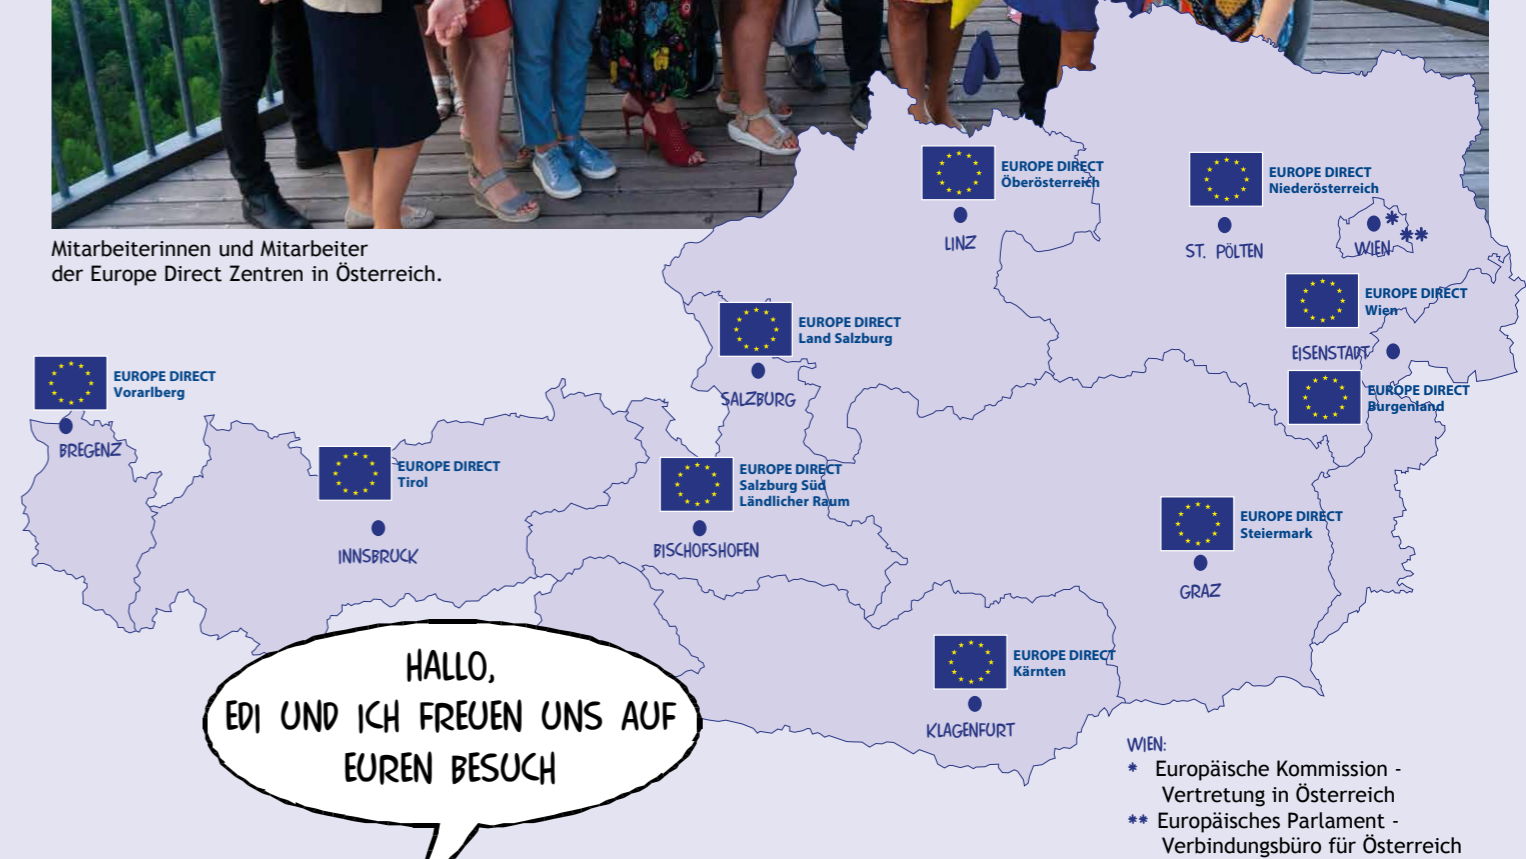 Mitarbeiterinnen und Mitarbeiter
der Europe Direct Zentren in Österreich.
EUROPE DIRECT
Öberösterreich
LINZ
EUROPE DIRECT
Niederösterreich
ST. PÖLTEN
*
**
WIEN
EUROPE DIRECT
Wien
EISENSTADT
EUROPE DIRECT
Burgenland
EUROPE DIRECT
Land Salzburg
SALZBURG
EUROPE DIRECT
Vorarlberg
BREGENZ
EUROPE DIRECT
Tirol
INNSBRUCK
EUROPE DIRECT
Salzburg Süd
Ländlicher Raum
BISCHOFSHOFEN
EUROPE DIRECT
Steiermark
GRAZ
EUROPE DIRECT
Kärnten
KLAGENFURT
HALLO,
EDI UND ICH FREUEN UNS AUF
EUREN BESUCH
WIEN:
* Europäische Kommission -
Vertretung in Österreich
** Europäisches Parlament -
Verbindungsbüro für Österreich